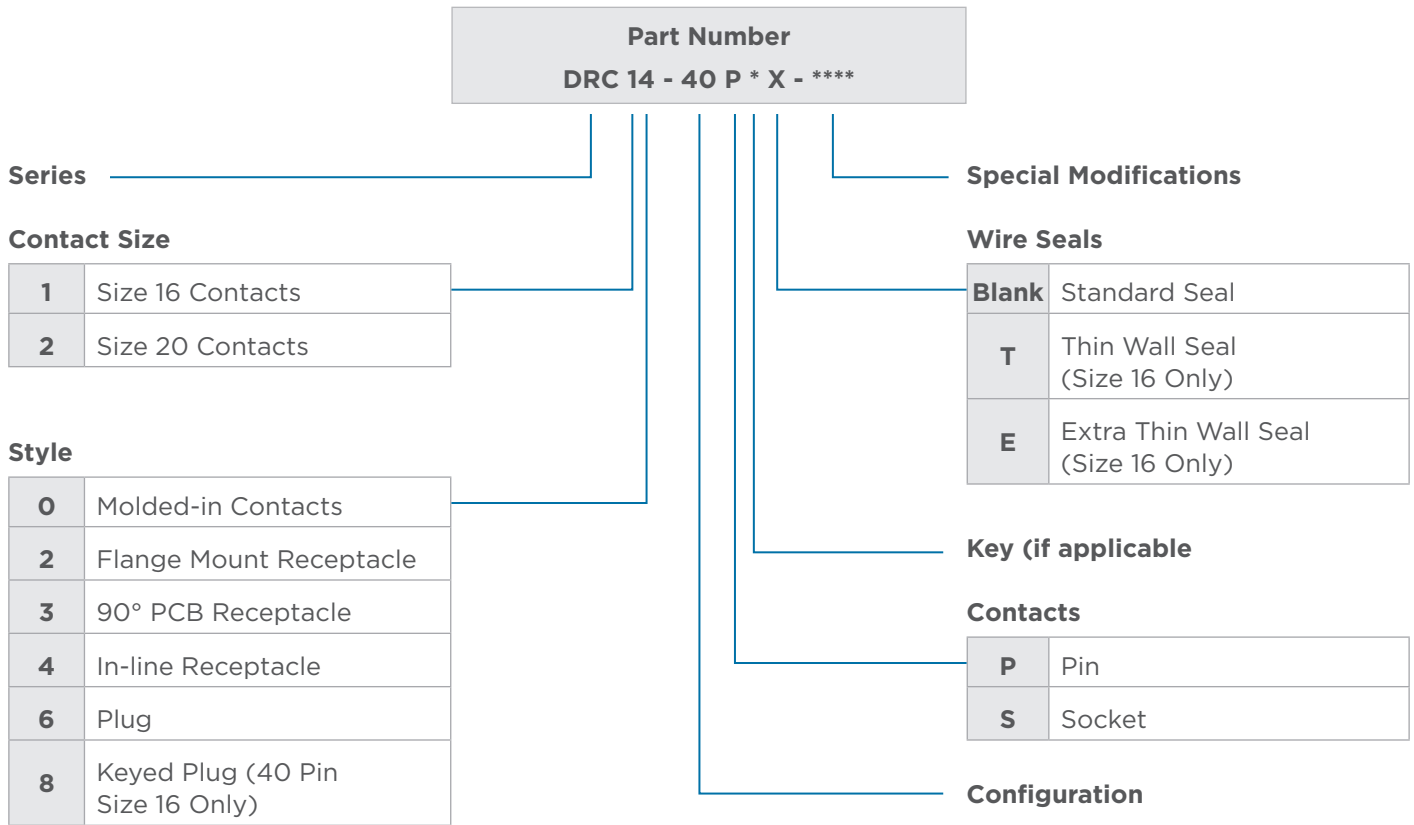 Part Number
DRC 14 - 40 P * X - ****
Series
Contact Size
1 Size 16 Contacts
2 Size 20 Contacts
Style
0 Molded-in Contacts
2 Flange Mount Receptacle
3 90° PCB Receptacle
4 In-line Receptacle
6 Plug
8 Keyed Plug (40 Pin
Size 16 Only)
Special Modifications
Wire Seals
Blank Standard Seal
T Thin Wall Seal
(Size 16 Only)
E Extra Thin Wall Seal
(Size 16 Only)
Key (if applicable
Contacts
P Pin
S Socket
Configuration